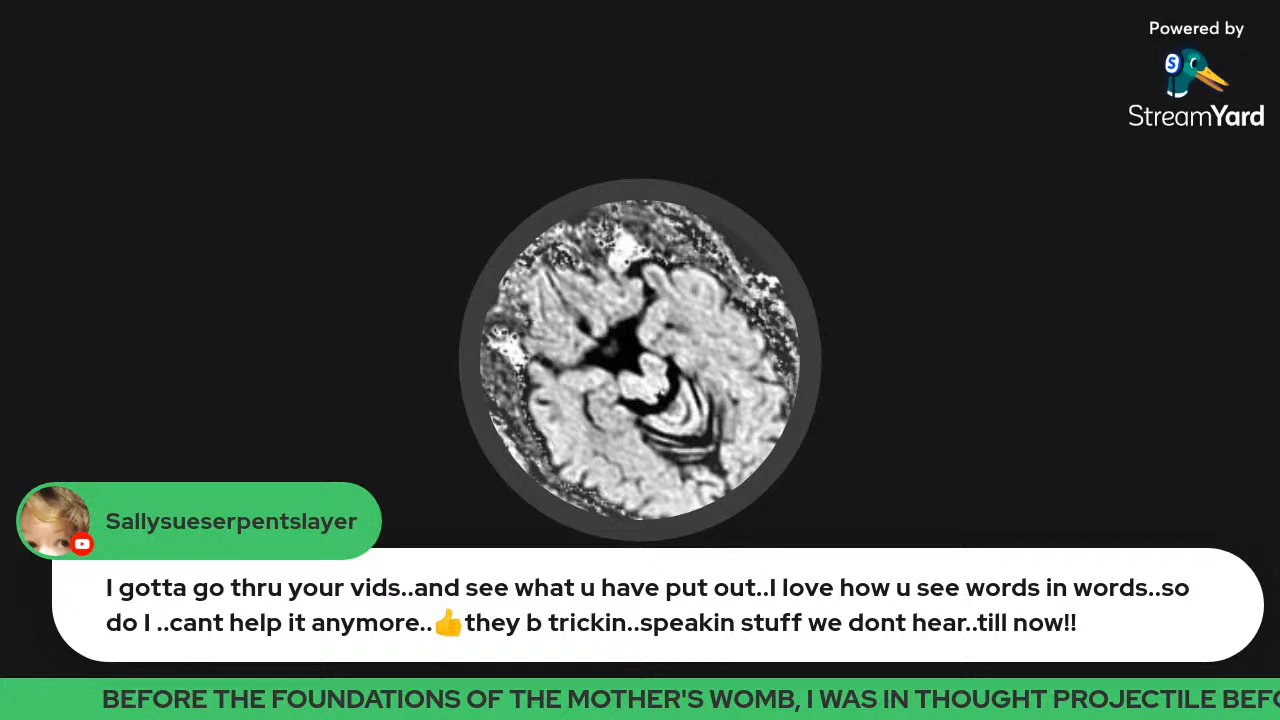 Powered by
S
StreamYard
Sallysueserpentslayer
I gotta go thru your vids..and see what u have put out..I love how u see words in words..so
do I ..cant help it anymore..👍they b trickin..speakin stuff we dont hear..till now!!
BEFORE THE FOUNDATIONS OF THE MOTHER'S WOMB, I WAS IN THOUGHT PROJECTILE BEFO